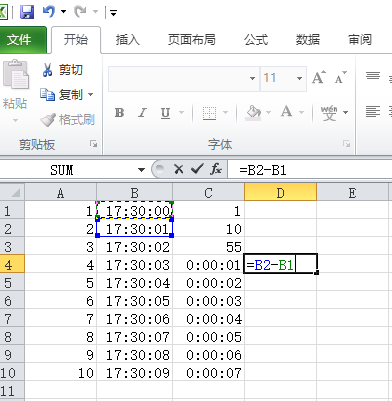 文件 开始 插入 页面布局 公式 数据 审阅
剪切
复制
格式刷
粘贴
11 A A
B I U A wén 文
剪贴板 字体
SUM fx =B2-B1
A B C D E
1 1 17:30:00 1
2 2 17:30:01 10
3 3 17:30:02 55
4 4 17:30:03 0:00:01 =B2-B1
5 5 17:30:04 0:00:02
6 6 17:30:05 0:00:03
7 7 17:30:06 0:00:04
8 8 17:30:07 0:00:05
9 9 17:30:08 0:00:06
10 10 17:30:09 0:00:07
11